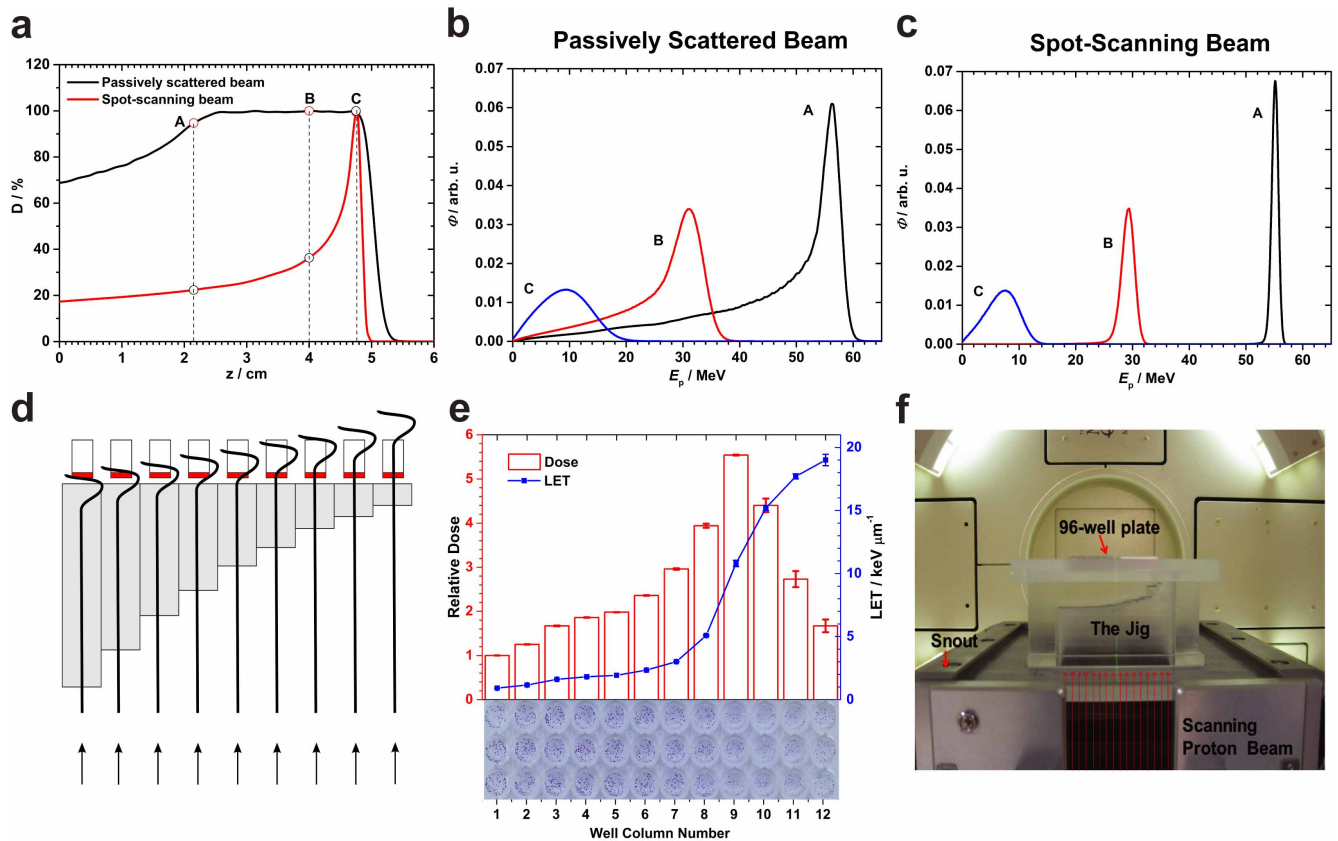 a
120
100
80
60
40
20
0
D / %
Passively scattered beam
Spot-scanning beam
A
B
C
0 1 2 3 4 5 6
z / cm
b
Passively Scattered Beam
0.07
0.06
0.05
0.04
0.03
0.02
0.01
0.00
Φ / arb. u.
A
B
C
0 10 20 30 40 50 60
Ep / MeV
c
Spot-Scanning Beam
0.07
0.06
0.05
0.04
0.03
0.02
0.01
0.00
Φ / arb. u.
A
B
C
0 10 20 30 40 50 60
Ep / MeV
d
e
6
5
4
3
2
1
0
Relative Dose
Dose
LET
20
15
10
5
0
LET / keV μm⁻¹
1 2 3 4 5 6 7 8 9 10 11 12
Well Column Number
f
96-well plate
The Jig
Snout
Scanning
Proton Beam